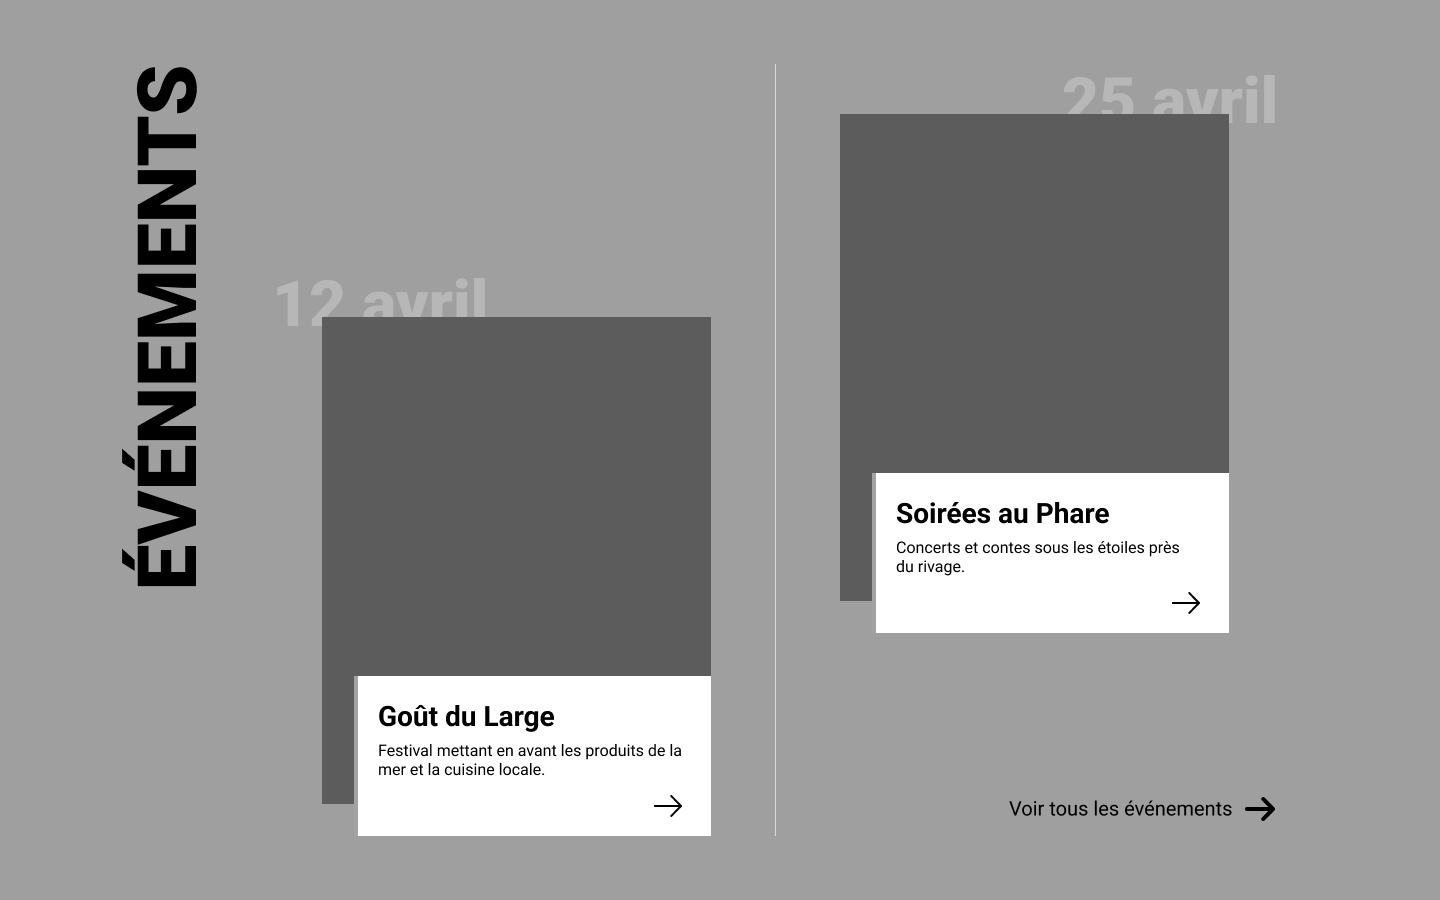 ÉVÉNEMENTS
12 avril
Goût du Large
Festival mettant en avant les produits de la
mer et la cuisine locale.
25 avril
Soirées au Phare
Concerts et contes sous les étoiles près
du rivage.
Voir tous les événements